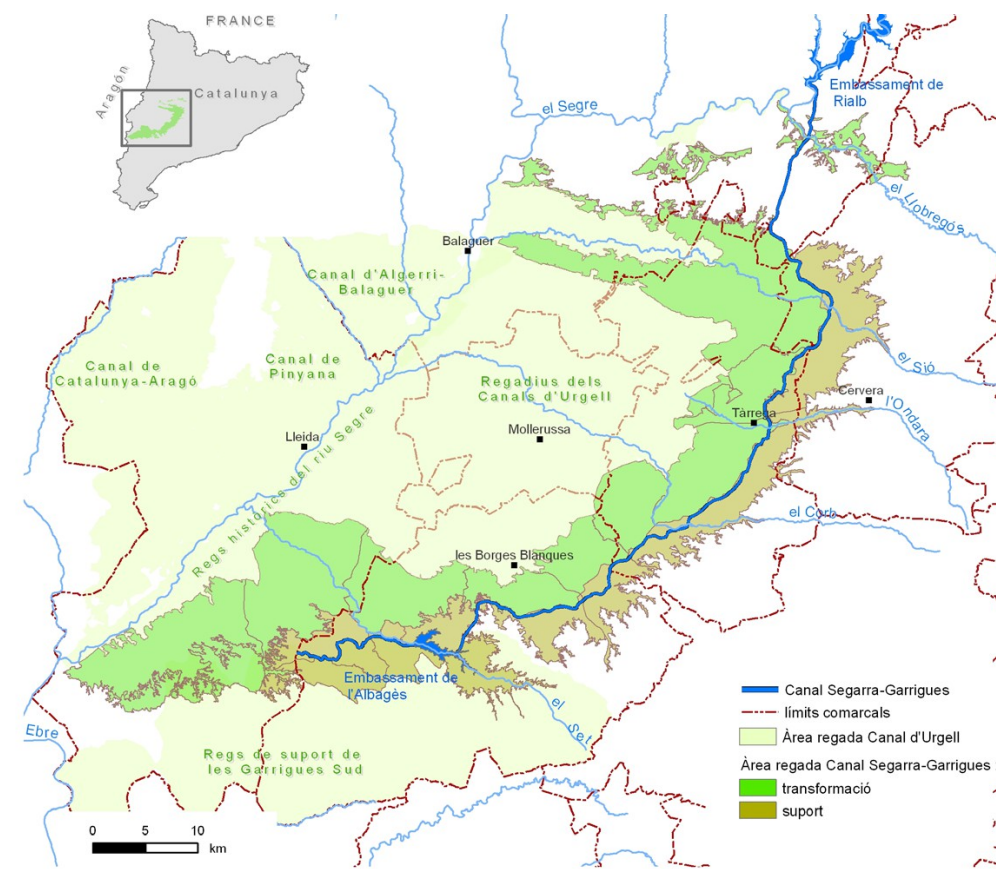 FRANCE
Aragón
Catalunya
Embassament de
Rialb
el Segre
el Llobregós
Balaguer
Canal d'Algerri-
Balaguer
Canal de
Catalunya-Aragó
Canal de
Pinyana
Regadius dels
Canals d'Urgell
el Sió
Cervera
l'Ondara
Tàrrega
Mollerussa
Lleida
Regs històrics del riu Segre
el Corb
les Borges Blanques
Embassament de
l'Albagès
el Set
Ebre
Regs de suport de
les Garrigues Sud
Canal Segarra-Garrigues
límits comarcals
Àrea regada Canal d'Urgell
Àrea regada Canal Segarra-Garrigues :
transformació
suport
0 5 10
km